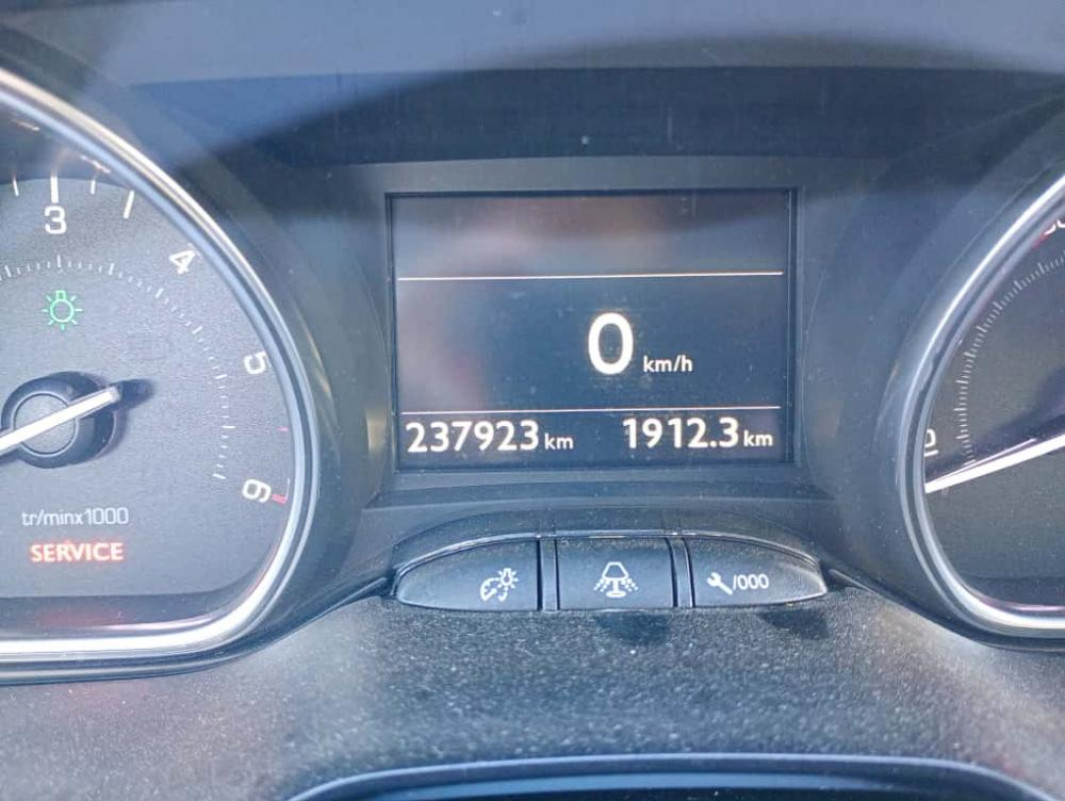 3
4
5
6
tr/minx1000
SERVICE
0 km/h
237923 km 1912.3 km
/000